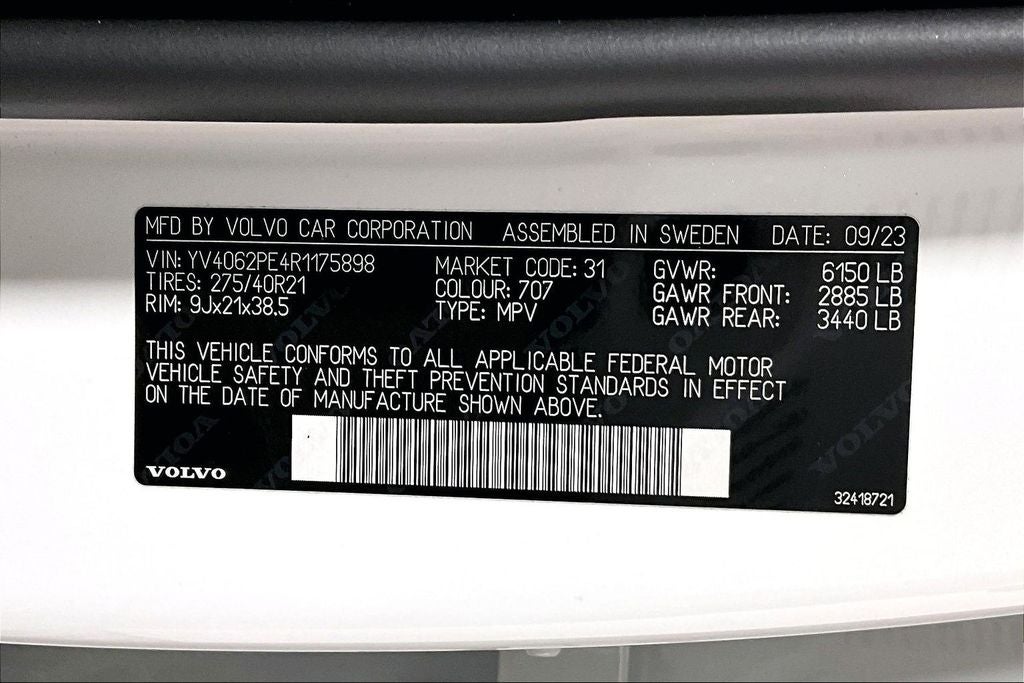 MFD BY VOLVO CAR CORPORATION ASSEMBLED IN SWEDEN DATE: 09/23
VIN: YV4062PE4R1175898 MARKET CODE: 31 GVWR: 6150 LB
TIRES: 275/40R21 COLOUR: 707 GAWR FRONT: 2885 LB
RIM: 9Jx21x38.5 TYPE: MPV GAWR REAR: 3440 LB
THIS VEHICLE CONFORMS TO ALL APPLICABLE FEDERAL MOTOR
VEHICLE SAFETY AND THEFT PREVENTION STANDARDS IN EFFECT
ON THE DATE OF MANUFACTURE SHOWN ABOVE.
VOLVO
32418721